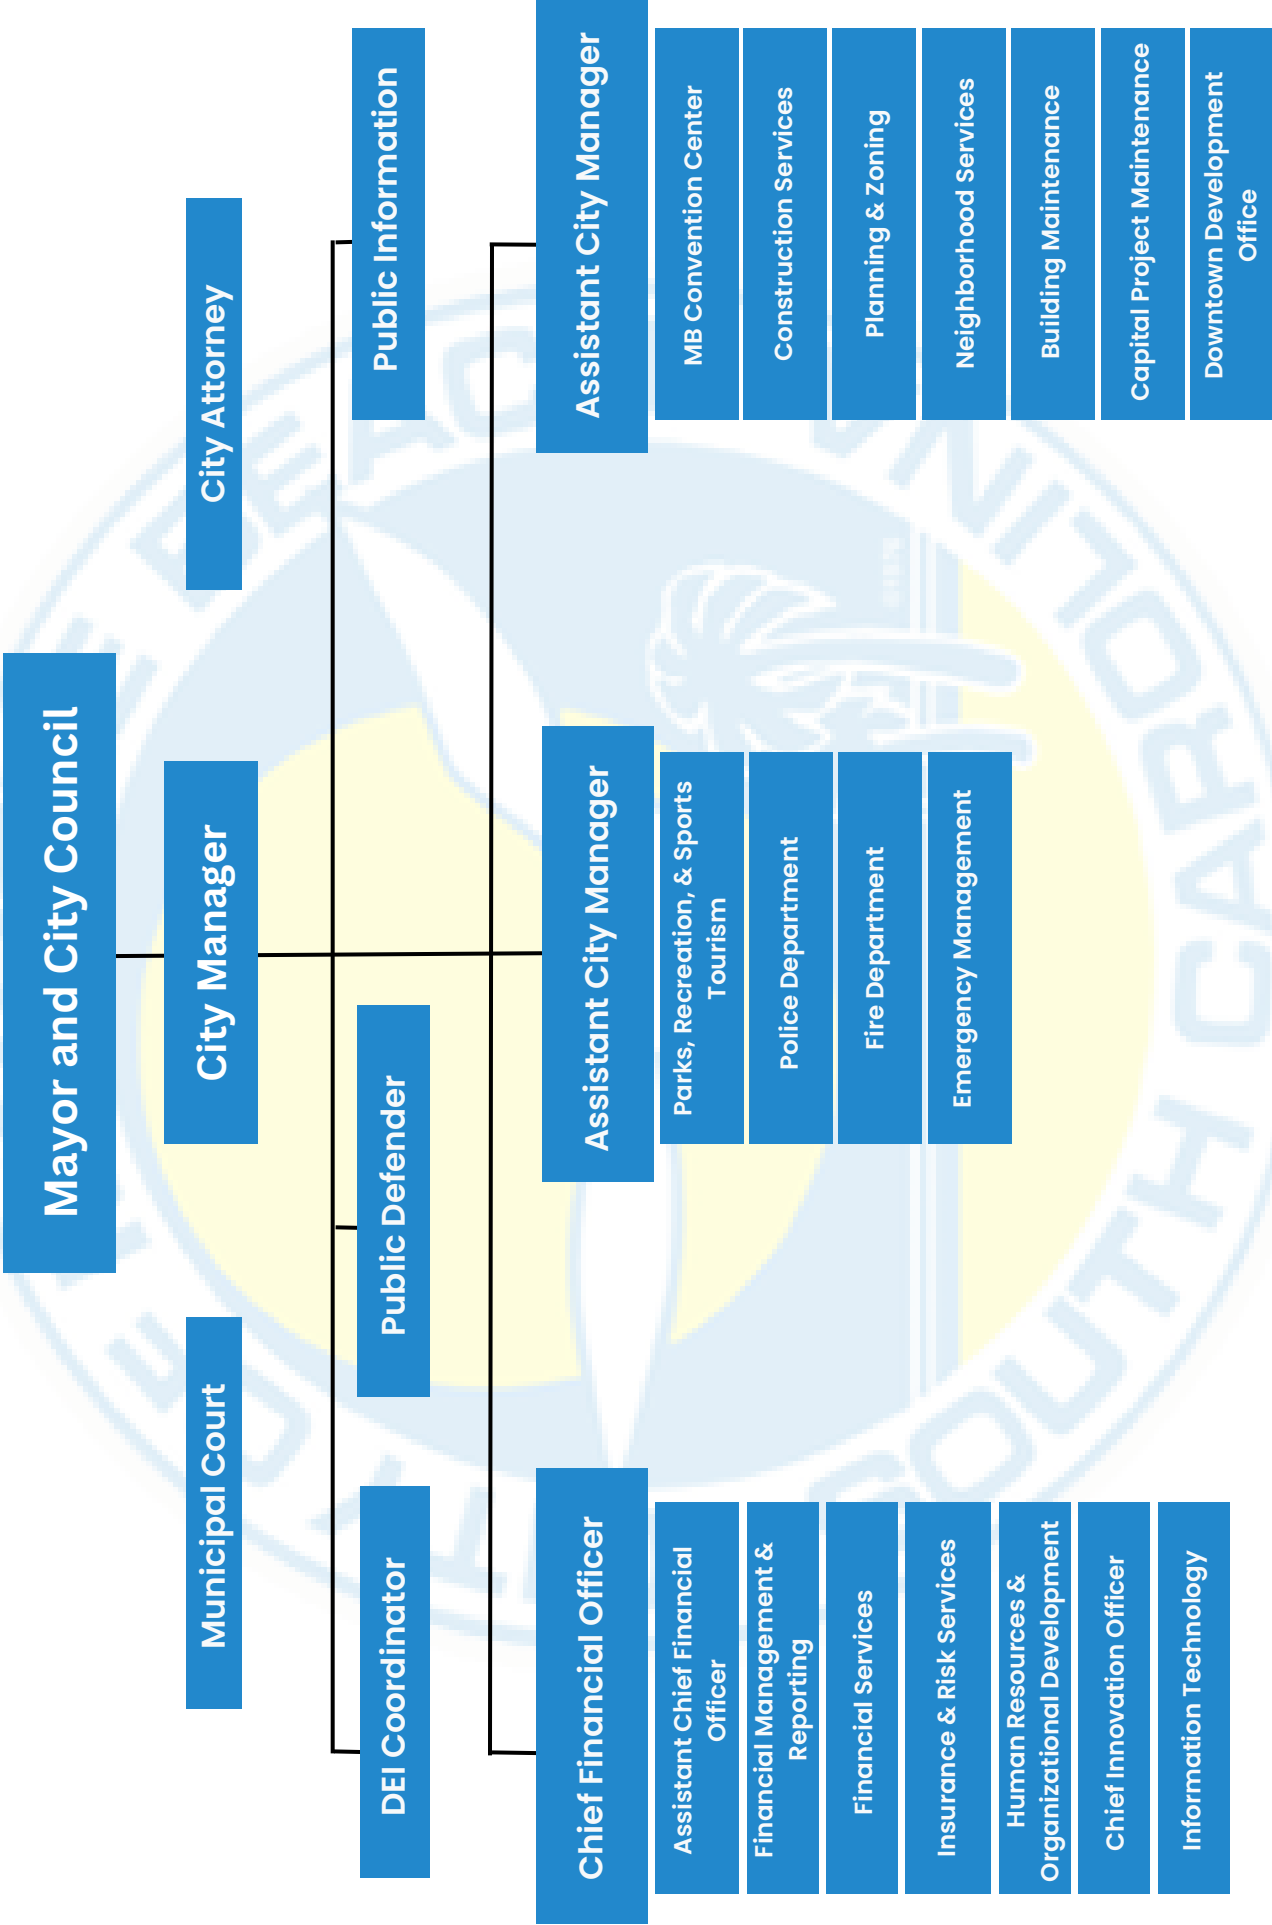 Mayor and City Council
Municipal Court
City Manager
City Attorney
DEI Coordinator
Public Defender
Public Information
Chief Financial Officer
Assistant Chief Financial
Officer
Financial Management &
Reporting
Financial Services
Insurance & Risk Services
Human Resources &
Organizational Development
Chief Innovation Officer
Information Technology
Assistant City Manager
Parks, Recreation, & Sports
Tourism
Police Department
Fire Department
Emergency Management
Assistant City Manager
MB Convention Center
Construction Services
Planning & Zoning
Neighborhood Services
Building Maintenance
Capital Project Maintenance
Downtown Development
Office
SOUTH CAROLINA